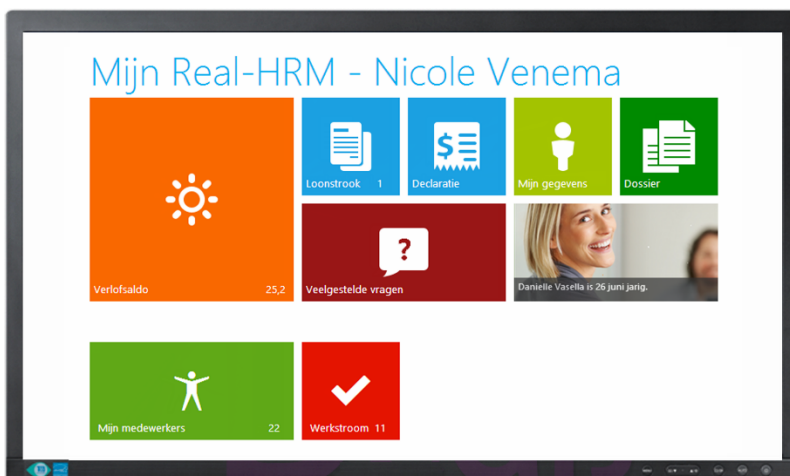 Mijn Real-HRM - Nicole Venema
Loonstrook 1
Declaratie
Mijn gegevens
Dossier
Verlofsaldo 25,2
Veelgestelde vragen
Danielle Vasella is 26 juni jarig.
Mijn medewerkers 22
Werkstroom 11